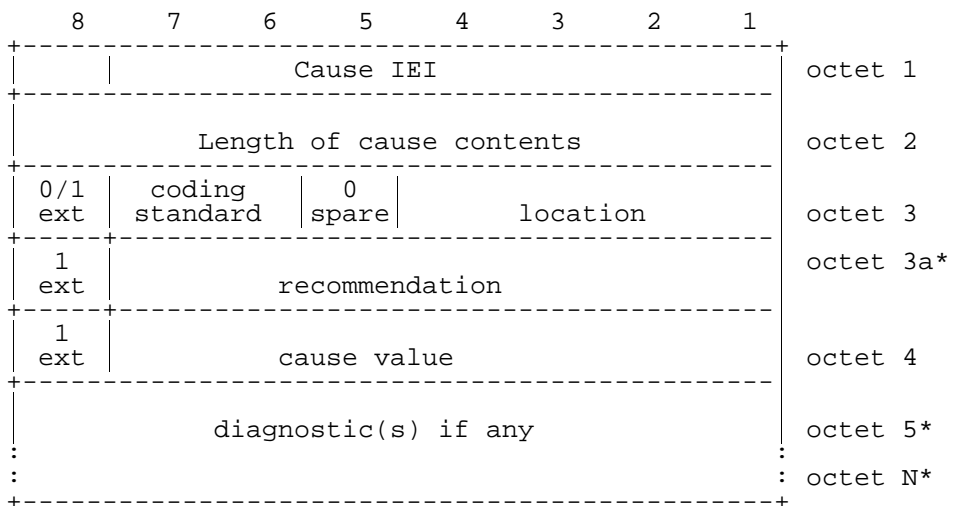 8 7 6 5 4 3 2 1
Cause IEI octet 1
Length of cause contents octet 2
0/1 coding 0
ext standard spare location octet 3
1 octet 3a*
ext recommendation
1
ext cause value octet 4
diagnostic(s) if any octet 5*
: :
: : octet N*